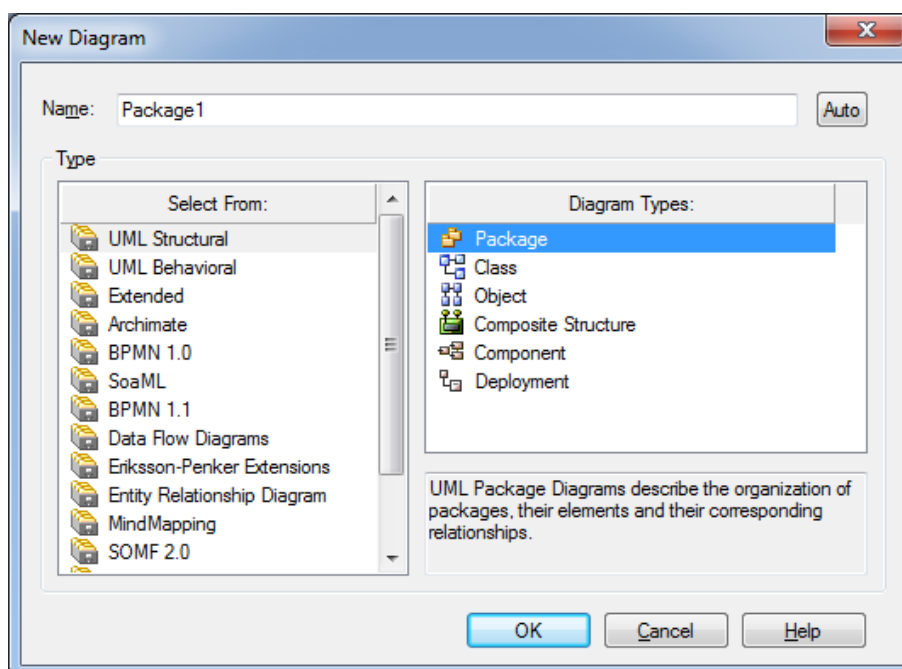 New Diagram
Name:
Package1
Auto
Type
Select From:
UML Structural
UML Behavioral
Extended
Archimate
BPMN 1.0
SoaML
BPMN 1.1
Data Flow Diagrams
Eriksson-Penker Extensions
Entity Relationship Diagram
MindMapping
SOMF 2.0
Diagram Types:
Package
Class
Object
Composite Structure
Component
Deployment
UML Package Diagrams describe the organization of
packages, their elements and their corresponding
relationships.
OK
Cancel
Help